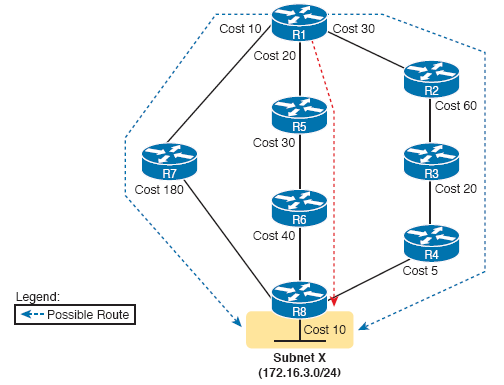 R1
Cost 10
Cost 30
Cost 20
R2
Cost 60
R5
Cost 30
R7
Cost 180
R3
Cost 20
R6
Cost 40
R4
Cost 5
R8
Cost 10
Legend:
Possible Route
Subnet X
(172.16.3.0/24)